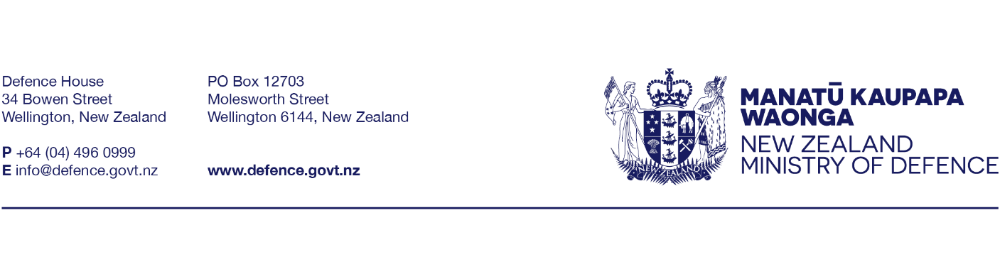 Defence House
34 Bowen Street
Wellington, New Zealand
P +64 (04) 496 0999
E info@defence.govt.nz
PO Box 12703
Molesworth Street
Wellington 6144, New Zealand
www.defence.govt.nz
NEW ZEALAND
MANATŪ KAUPAPA
WAONGA
NEW ZEALAND
MINISTRY OF DEFENCE